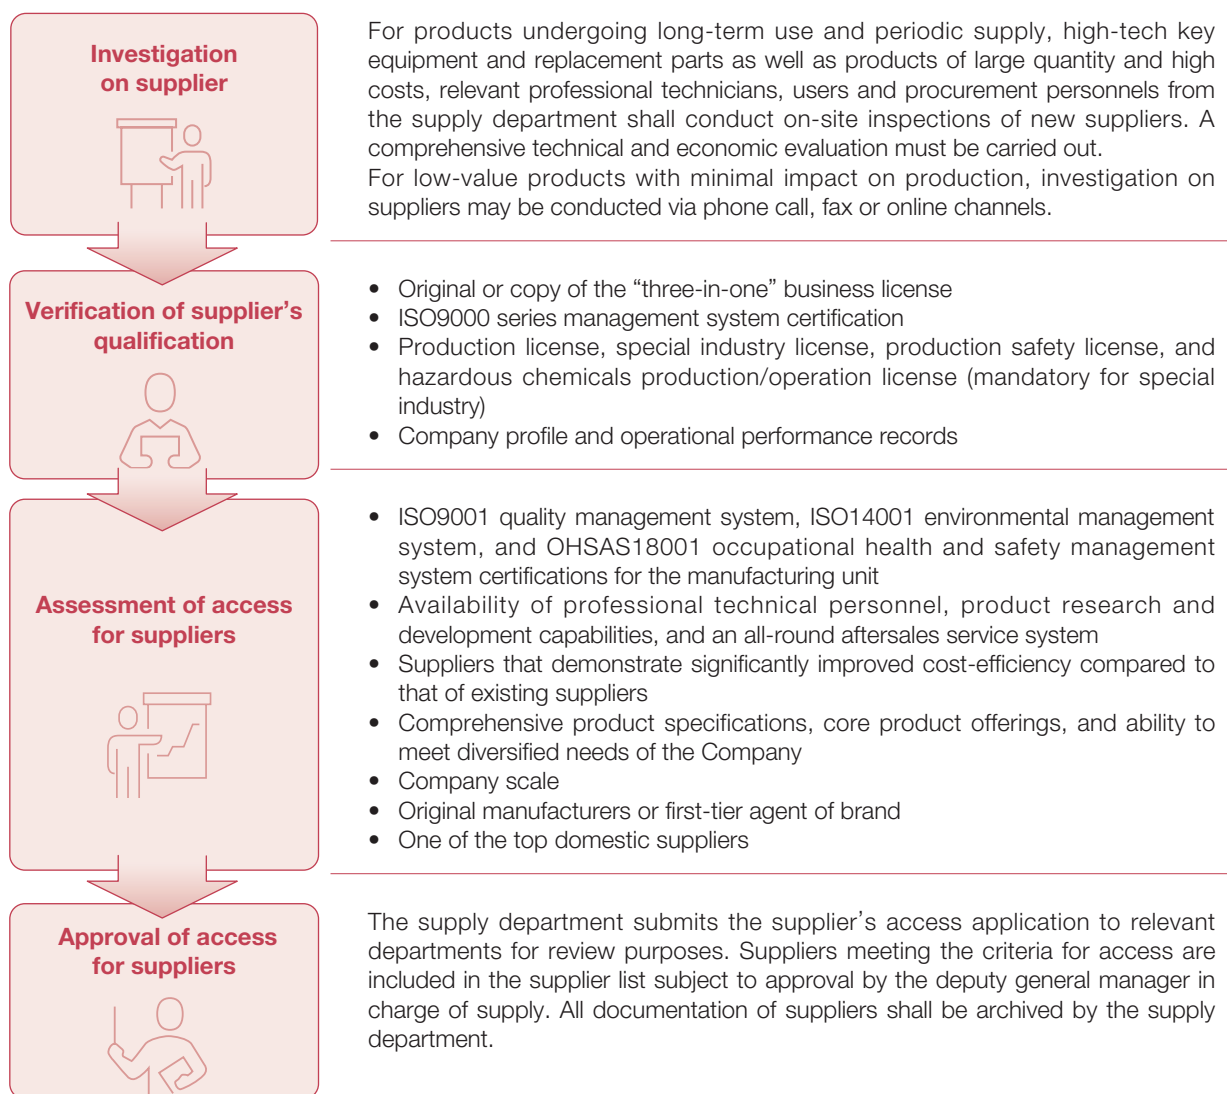 Investigation
on supplier
For products undergoing long-term use and periodic supply, high-tech key
equipment and replacement parts as well as products of large quantity and high
costs, relevant professional technicians, users and procurement personnels from
the supply department shall conduct on-site inspections of new suppliers. A
comprehensive technical and economic evaluation must be carried out.
For low-value products with minimal impact on production, investigation on
suppliers may be conducted via phone call, fax or online channels.
Verification of supplier’s
qualification
• Original or copy of the “three-in-one” business license
• ISO9000 series management system certification
• Production license, special industry license, production safety license, and
hazardous chemicals production/operation license (mandatory for special
industry)
• Company profile and operational performance records
Assessment of access
for suppliers
• ISO9001 quality management system, ISO14001 environmental management
system, and OHSAS18001 occupational health and safety management
system certifications for the manufacturing unit
• Availability of professional technical personnel, product research and
development capabilities, and an all-round aftersales service system
• Suppliers that demonstrate significantly improved cost-efficiency compared to
that of existing suppliers
• Comprehensive product specifications, core product offerings, and ability to
meet diversified needs of the Company
• Company scale
• Original manufacturers or first-tier agent of brand
• One of the top domestic suppliers
Approval of access
for suppliers
The supply department submits the supplier’s access application to relevant
departments for review purposes. Suppliers meeting the criteria for access are
included in the supplier list subject to approval by the deputy general manager in
charge of supply. All documentation of suppliers shall be archived by the supply
department.